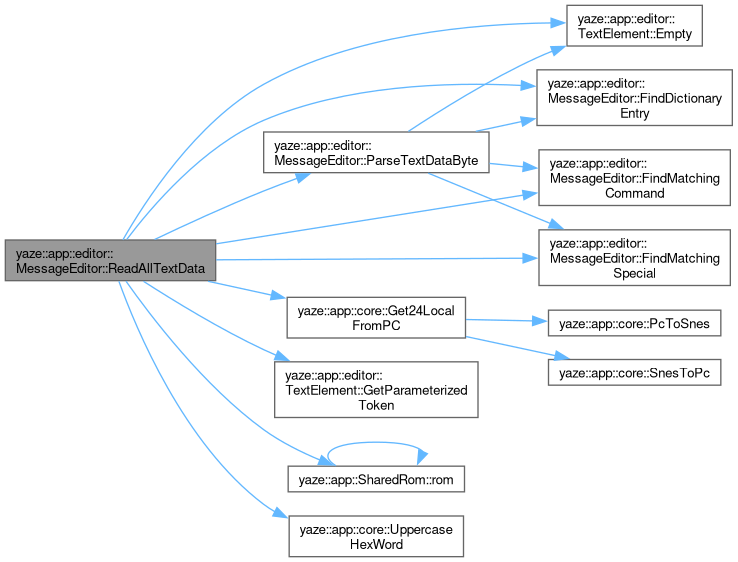 yaze::app::editor::
TextElement::Empty
yaze::app::editor::
MessageEditor::FindDictionary
Entry
yaze::app::editor::
MessageEditor::ParseTextDataByte
yaze::app::editor::
MessageEditor::FindMatching
Command
yaze::app::editor::
MessageEditor::FindMatching
Special
yaze::app::editor::
MessageEditor::ReadAllTextData
yaze::app::core::Get24Local
FromPC
yaze::app::core::PcToSnes
yaze::app::core::SnesToPc
yaze::app::editor::
TextElement::GetParameterized
Token
yaze::app::SharedRom::rom
yaze::app::core::Uppercase
HexWord